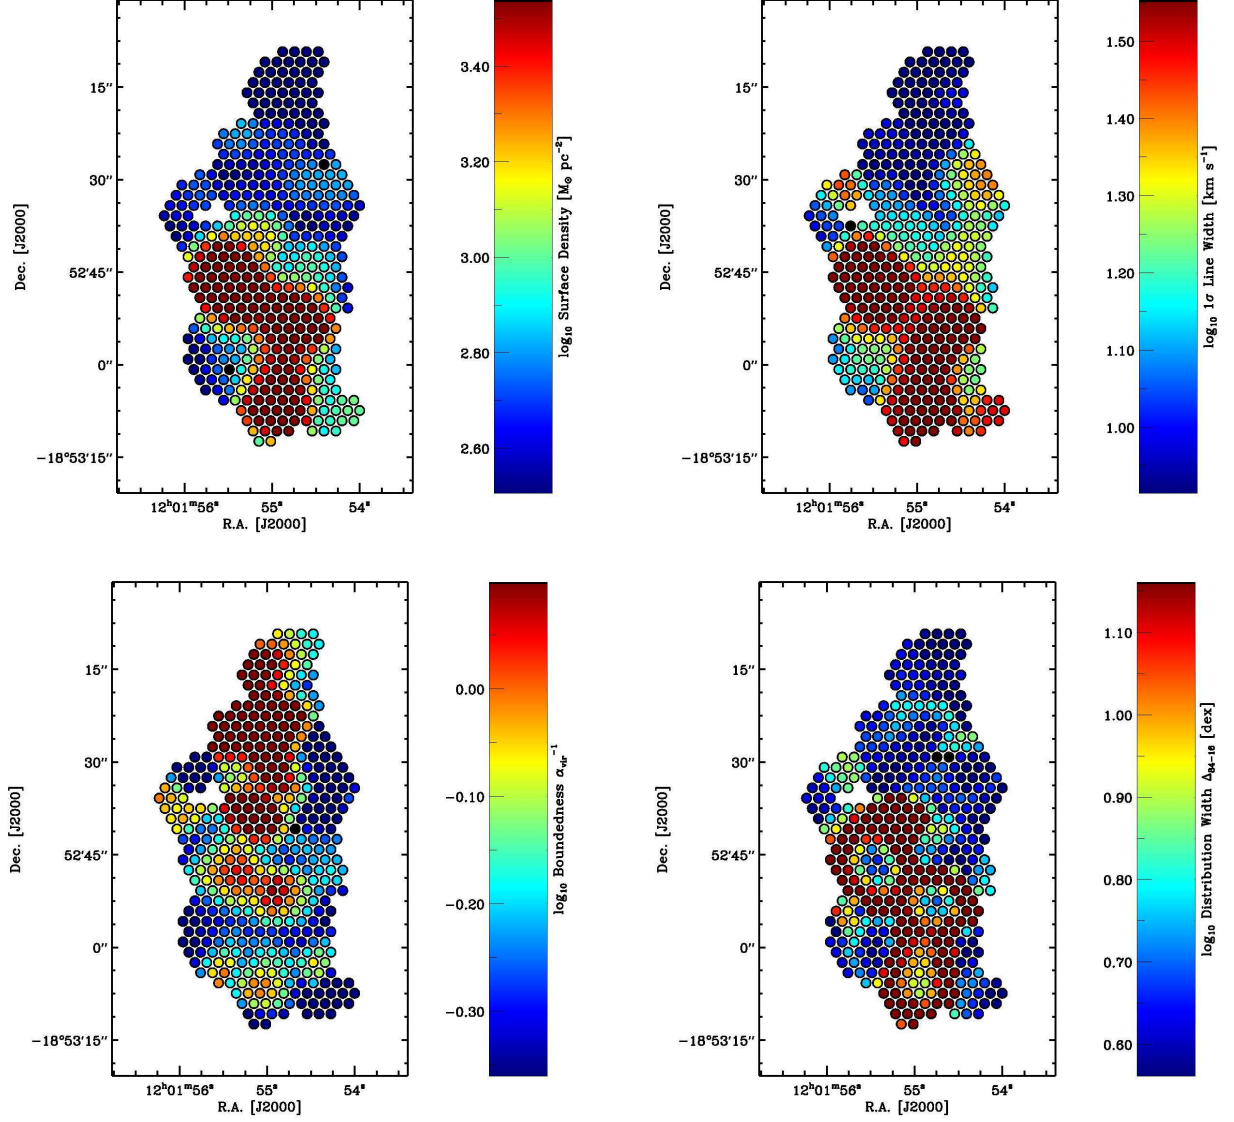 3.40
3.20
3.00
2.80
2.60
log₁₀ Surface Density [M⊙ pc⁻²]
15″
30″
52′45″
0″
−18°53′15″
Dec. [J2000]
12ʰ01ᵐ56ˢ 55ˢ 54ˢ
R.A. [J2000]
1.50
1.40
1.30
1.20
1.10
1.00
log₁₀ 1σ Line Width [km s⁻¹]
15″
30″
52′45″
0″
−18°53′15″
Dec. [J2000]
12ʰ01ᵐ56ˢ 55ˢ 54ˢ
R.A. [J2000]
0.00
−0.10
−0.20
−0.30
log₁₀ Boundedness αvir⁻¹
15″
30″
52′45″
0″
−18°53′15″
Dec. [J2000]
12ʰ01ᵐ56ˢ 55ˢ 54ˢ
R.A. [J2000]
1.10
1.00
0.90
0.80
0.70
0.60
log₁₀ Distribution Width Δ₈₄₋₁₆ [dex]
15″
30″
52′45″
0″
−18°53′15″
Dec. [J2000]
12ʰ01ᵐ56ˢ 55ˢ 54ˢ
R.A. [J2000]